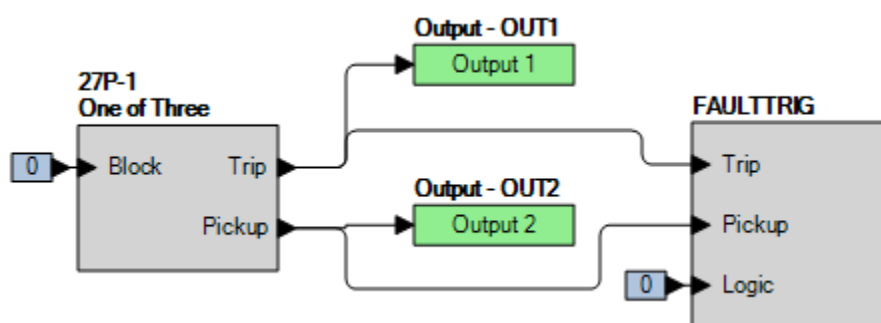 Output - OUT1
Output 1
27P-1
One of Three
FAULTTRIG
0
Block
Trip
Trip
Output - OUT2
Pickup
Output 2
Pickup
0
Logic